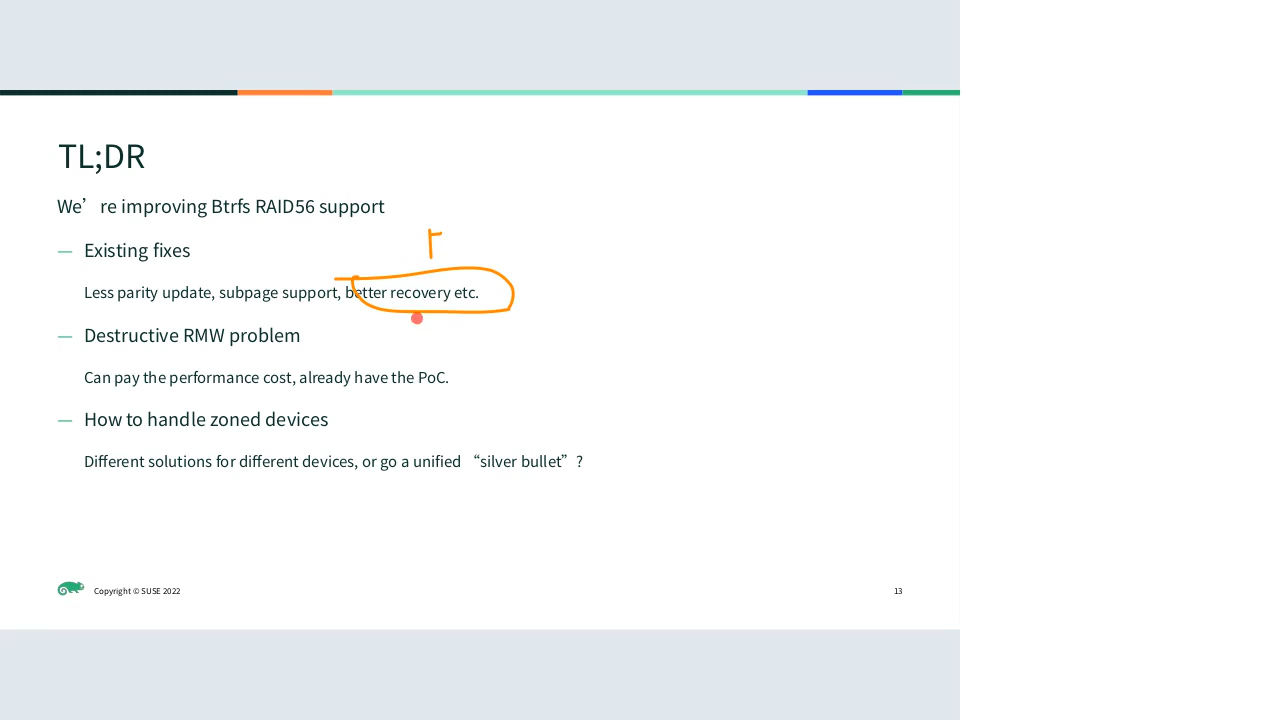 TL;DR
We’re improving Btrfs RAID56 support
— Existing fixes
Less parity update, subpage support, better recovery etc.
— Destructive RMW problem
Can pay the performance cost, already have the PoC.
— How to handle zoned devices
Different solutions for different devices, or go a unified “silver bullet”?
Copyright © SUSE 2022
13